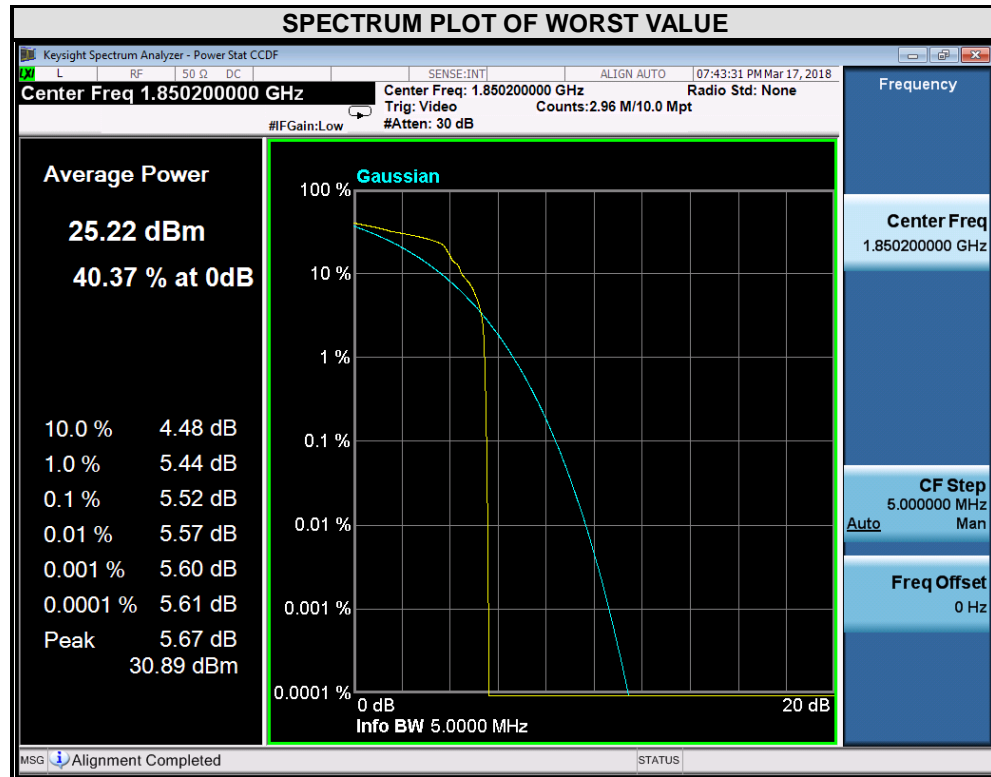 SPECTRUM PLOT OF WORST VALUE
Keysight Spectrum Analyzer - Power Stat CCDF
LXI L RF 50 Ω DC SENSE:INT ALIGN AUTO 07:43:31 PM Mar 17, 2018
Center Freq 1.850200000 GHz
Center Freq: 1.850200000 GHz Radio Std: None
Trig: Video Counts:2.96 M/10.0 Mpt
#IFGain:Low #Atten: 30 dB
Frequency
Average Power
25.22 dBm
40.37 % at 0dB
10.0 % 4.48 dB
1.0 % 5.44 dB
0.1 % 5.52 dB
0.01 % 5.57 dB
0.001 % 5.60 dB
0.0001 % 5.61 dB
Peak 5.67 dB
30.89 dBm
Gaussian
100 %
10 %
1 %
0.1 %
0.01 %
0.001 %
0.0001 %
0 dB 20 dB
Info BW 5.0000 MHz
Center Freq
1.850200000 GHz
CF Step
5.000000 MHz
Auto Man
Freq Offset
0 Hz
MSG Alignment Completed STATUS